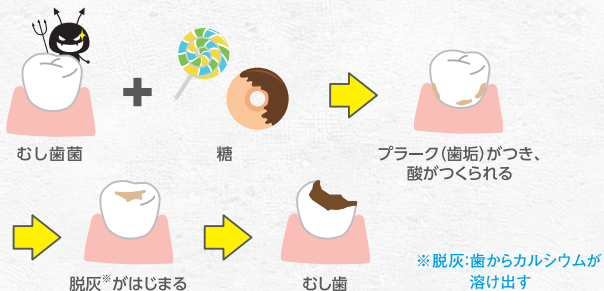 むし歯菌
糖
プラーク（歯垢）がつき、
酸がつくられる
脱灰※がはじまる
むし歯
※脱灰：歯からカルシウムが
溶け出す